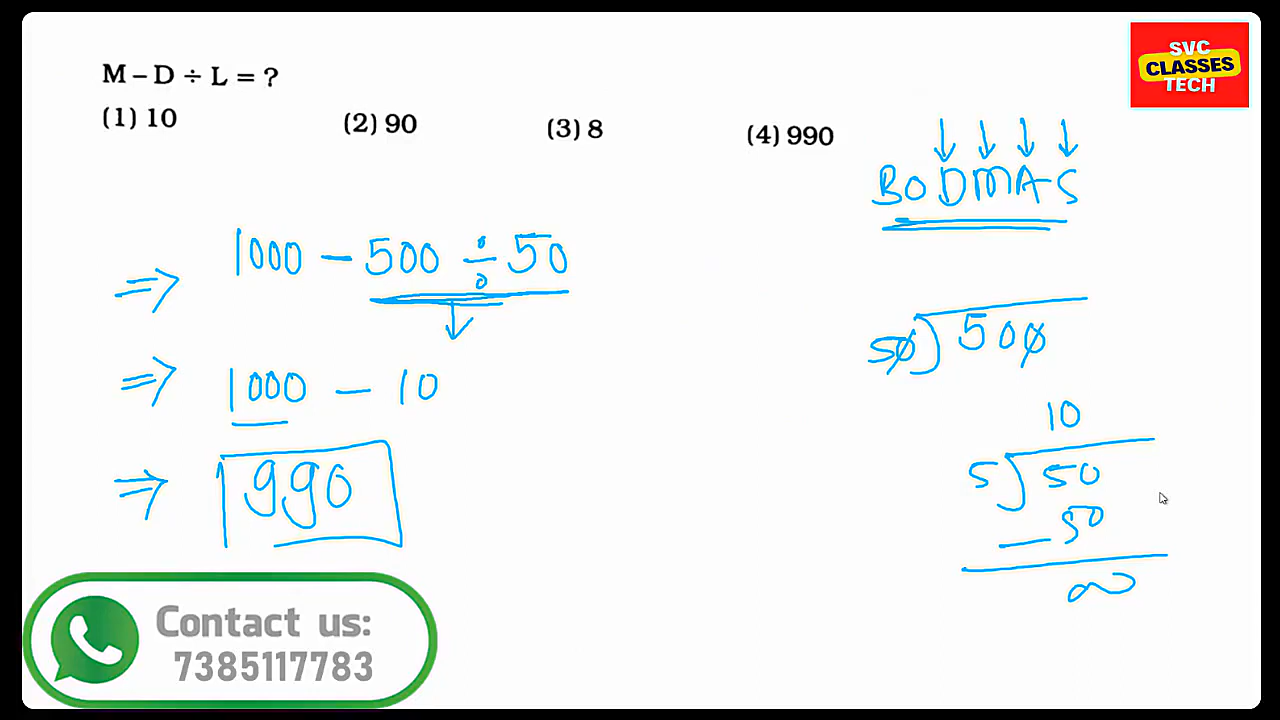 M – D ÷ L = ?
(1) 10 (2) 90 (3) 8 (4) 990
SVC
CLASSES
TECH
BODMAS
⇒ 1000 – 500 ÷ 50
⇒ 1000 – 10
⇒ 990
50 ) 500
10
5 ) 50
– 50
00
Contact us:
7385117783